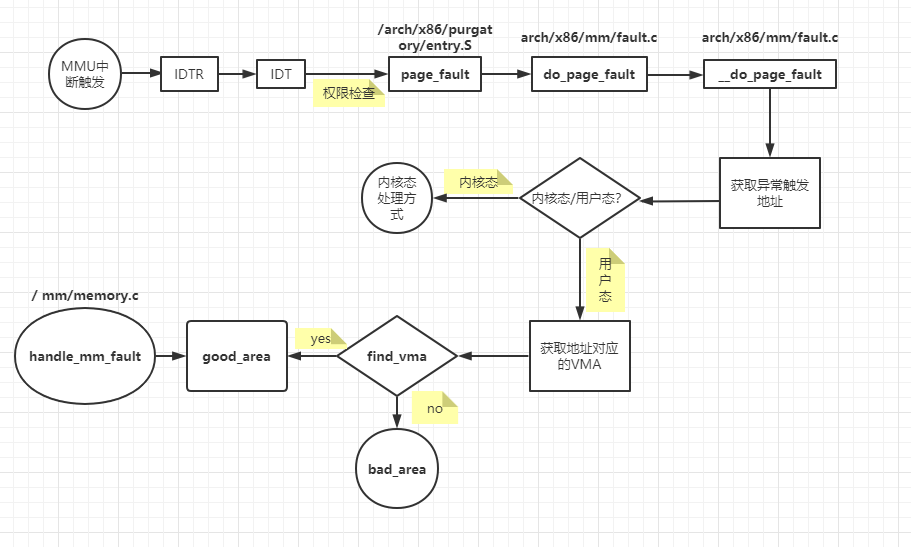 /arch/x86/purgat
ory/entry.S
arch/x86/mm/fault.c
arch/x86/mm/fault.c
MMU中
断触发
IDTR
IDT
权限检查
page_fault
do_page_fault
__do_page_fault
获取异常触发
地址
内核态/用户态?
内核态
内核态
处理方
式
用
户
态
获取地址对应
的VMA
find_vma
yes
good_area
/ mm/memory.c
handle_mm_fault
no
bad_area